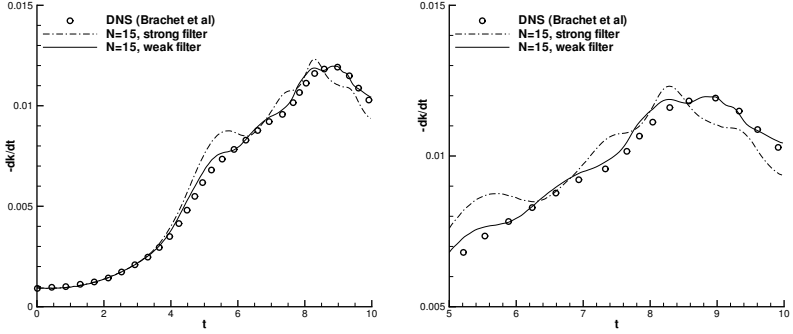 0.015
DNS (Brachet et al)
N=15, strong filter
N=15, weak filter
0.01
-dk/dt
0.005
0
0 2 4 6 8 10
t
0.015
DNS (Brachet et al)
N=15, strong filter
N=15, weak filter
-dk/dt
0.01
0.005
5 6 7 8 9 10
t